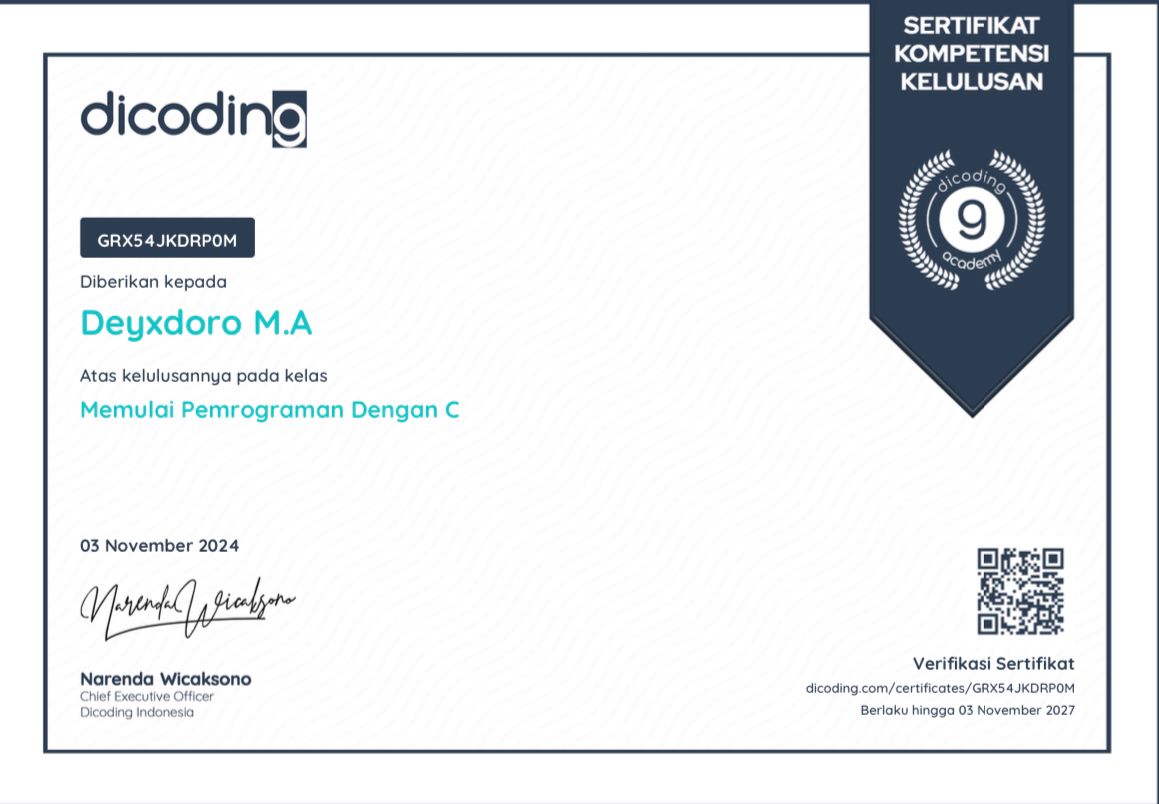 SERTIFIKAT
KOMPETENSI
KELULUSAN
dicoding
dicoding
9
academy
GRX54JKDRP0M
Diberikan kepada
Deyxdoro M.A
Atas kelulusannya pada kelas
Memulai Pemrograman Dengan C
03 November 2024
Narenda Wicaksono
Narenda Wicaksono
Chief Executive Officer
Dicoding Indonesia
Verifikasi Sertifikat
dicoding.com/certificates/GRX54JKDRP0M
Berlaku hingga 03 November 2027